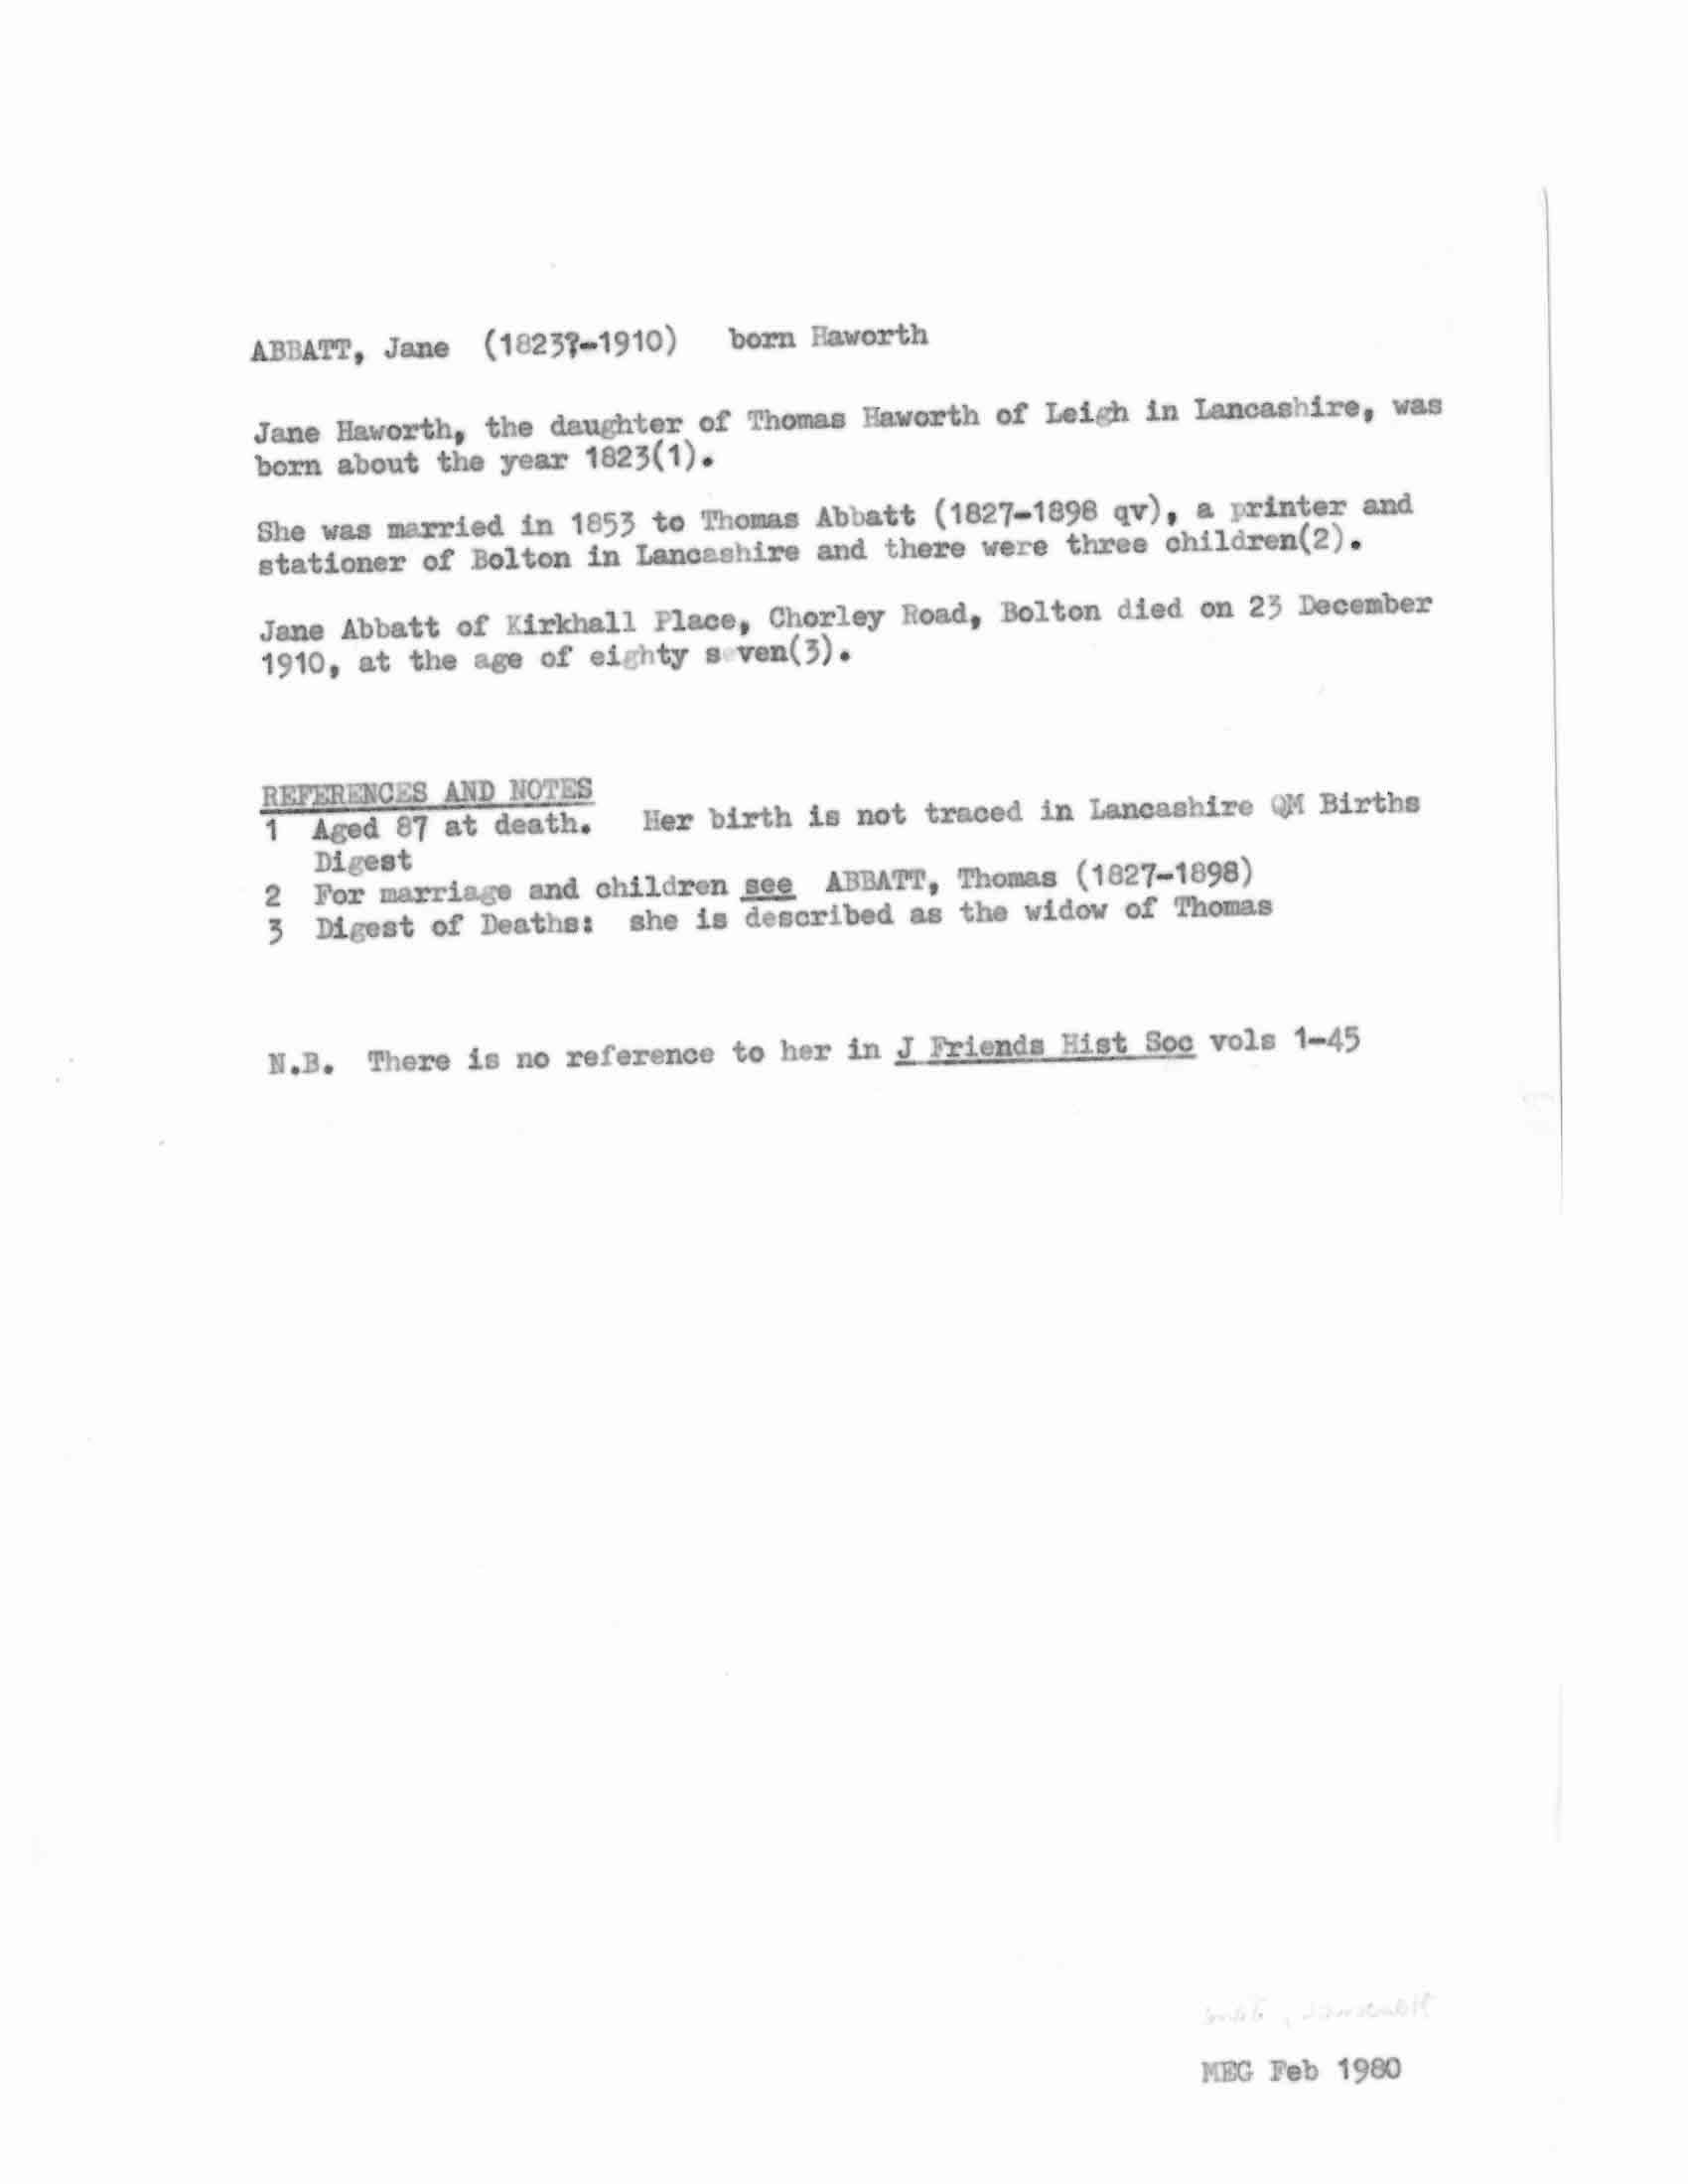 ABBATT, Jane (1823?-1910) born Haworth
Jane Haworth, the daughter of Thomas Haworth of Leigh in Lancashire, was
born about the year 1823(1).
She was married in 1853 to Thomas Abbatt (1827-1898 qv), a printer and
stationer of Bolton in Lancashire and there were three children(2).
Jane Abbatt of Kirkhall Place, Chorley Road, Bolton died on 23 December
1910, at the age of eighty seven(3).
REFERENCES AND NOTES
1 Aged 87 at death. Her birth is not traced in Lancashire QM Births
Digest
2 For marriage and children see ABBATT, Thomas (1827-1898)
3 Digest of Deaths: she is described as the widow of Thomas
N.B. There is no reference to her in J Friends Hist Soc vols 1-45
MEG Feb 1980